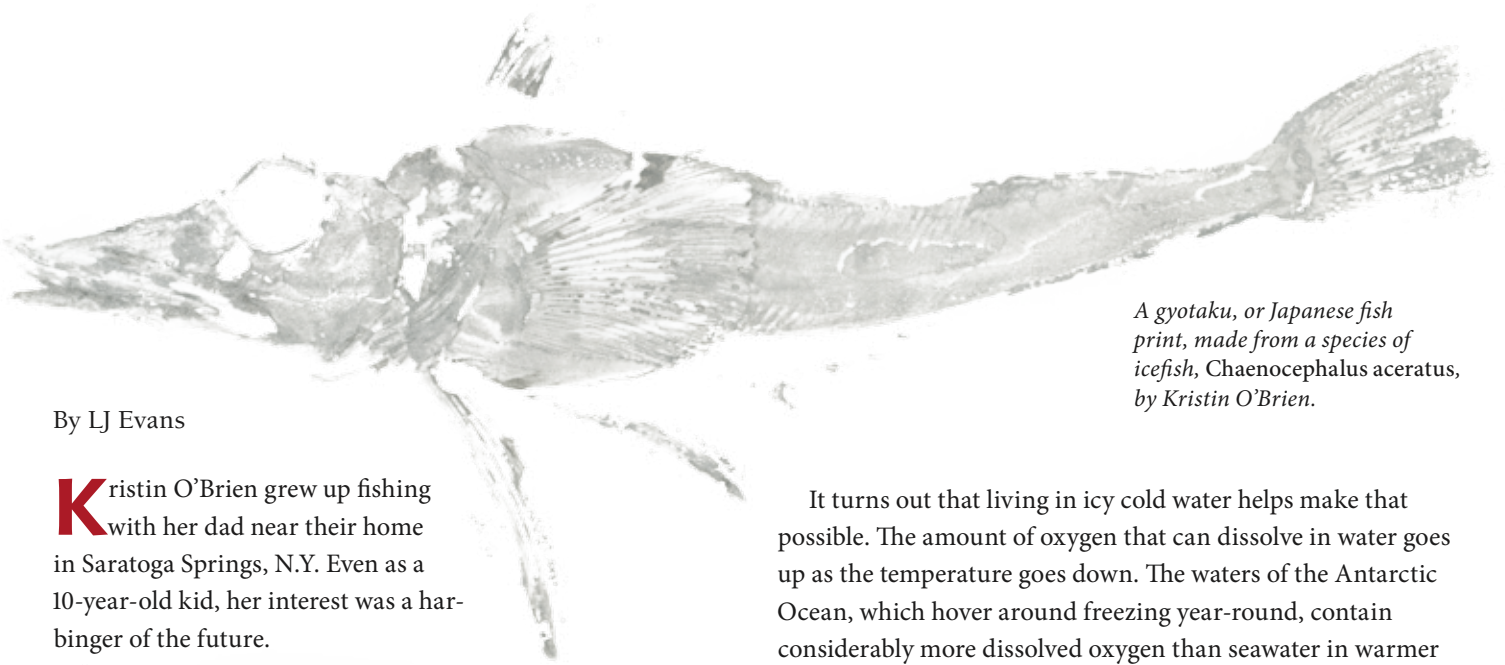 A gyotaku, or Japanese fish
print, made from a species of
icefish, Chaenocephalus aceratus,
by Kristin O’Brien.
By LJ Evans
Kristin O’Brien grew up fishing
with her dad near their home
in Saratoga Springs, N.Y. Even as a
10-year-old kid, her interest was a har-
binger of the future.
It turns out that living in icy cold water helps make that
possible. The amount of oxygen that can dissolve in water goes
up as the temperature goes down. The waters of the Antarctic
Ocean, which hover around freezing year-round, contain
considerably more dissolved oxygen than seawater in warmer